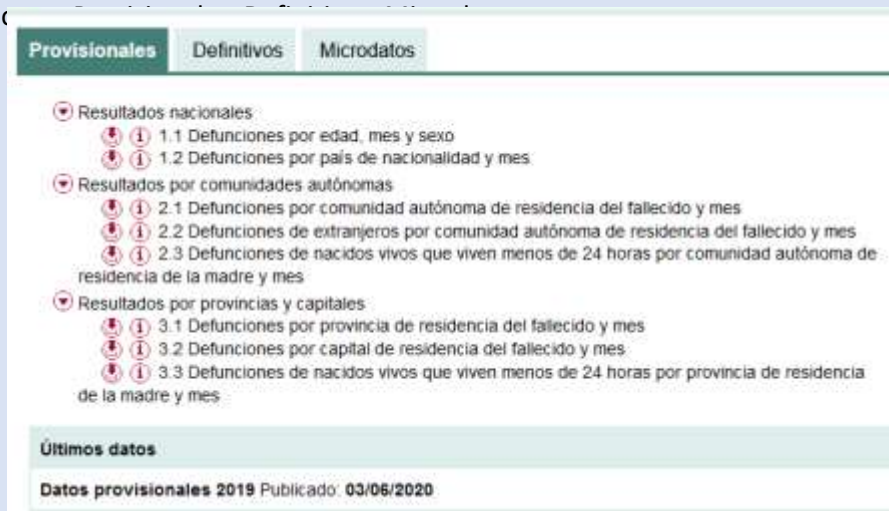 Provisionales Definitivos Microdatos
Resultados nacionales
1.1 Defunciones por edad, mes y sexo
1.2 Defunciones por país de nacionalidad y mes
Resultados por comunidades autónomas
2.1 Defunciones por comunidad autónoma de residencia del fallecido y mes
2.2 Defunciones de extranjeros por comunidad autónoma de residencia del fallecido y mes
2.3 Defunciones de nacidos vivos que viven menos de 24 horas por comunidad autónoma de
residencia de la madre y mes
Resultados por provincias y capitales
3.1 Defunciones por provincia de residencia del fallecido y mes
3.2 Defunciones por capital de residencia del fallecido y mes
3.3 Defunciones de nacidos vivos que viven menos de 24 horas por provincia de residencia
de la madre y mes
Últimos datos
Datos provisionales 2019 Publicado: 03/06/2020